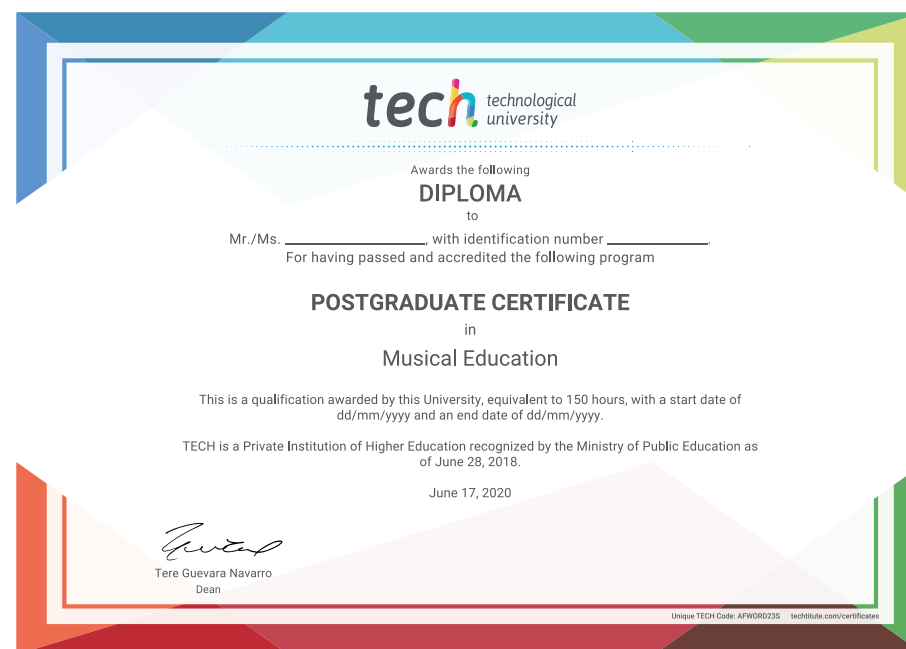 tech technological
university
Awards the following
DIPLOMA
to
Mr./Ms. ____________________, with identification number ______________.
For having passed and accredited the following program
POSTGRADUATE CERTIFICATE
in
Musical Education
This is a qualification awarded by this University, equivalent to 150 hours, with a start date of
dd/mm/yyyy and an end date of dd/mm/yyyy.
TECH is a Private Institution of Higher Education recognized by the Ministry of Public Education as
of June 28, 2018.
June 17, 2020
Tere Guevara Navarro
Dean
Unique TECH Code: AFWORD23S techtitute.com/certificates